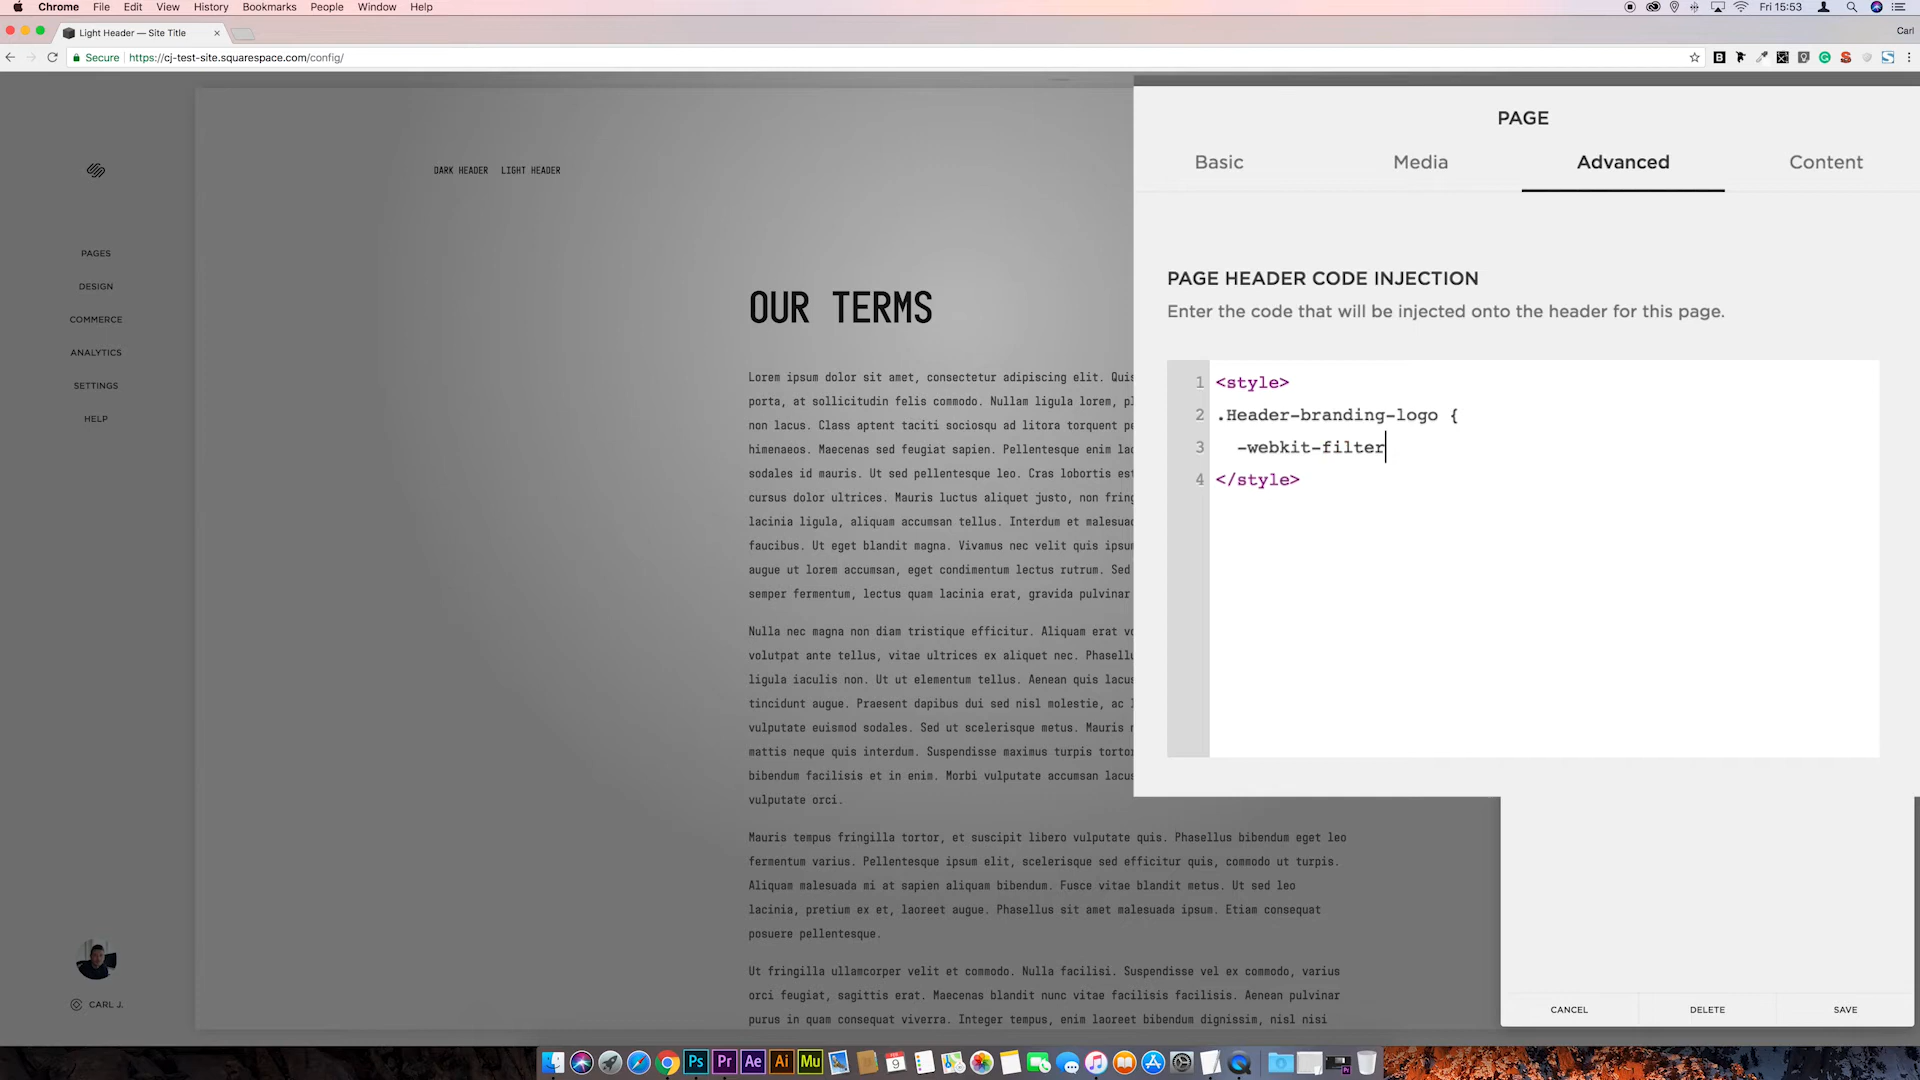 Chrome File Edit View History Bookmarks People Window Help
Fri 15:53
Light Header — Site Title
Carl
Secure https://cj-test-site.squarespace.com/config/
PAGES
DESIGN
COMMERCE
ANALYTICS
SETTINGS
HELP
CARL J.
DARK HEADER LIGHT HEADER
OUR TERMS
Lorem ipsum dolor sit amet, consectetur adipiscing elit. Quis
porta, at sollicitudin felis commodo. Nullam ligula lorem,
non lacus. Class aptent taciti sociosqu ad litora torquent
himenaeos. Maecenas sed feugiat sapien. Pellentesque enim
sodales id mauris. Ut sed pellentesque leo. Cras lobortis
cursus dolor ultrices. Mauris luctus aliquet justo, non
lacinia ligula, aliquam accumsan tellus. Interdum et
faucibus. Ut eget blandit magna. Vivamus nec velit quis
augue ut lorem accumsan, eget condimentum lectus rutrum. Sed
semper fermentum, lectus quam lacinia erat, gravida pulvinar
Nulla nec magna non diam tristique efficitur. Aliquam erat
volutpat ante tellus, vitae ultrices ex aliquet nec.
ligula iaculis non. Ut ut elementum tellus. Aenean quis
tincidunt augue. Praesent dapibus dui sed nisl molestie, ac
vulputate euismod sodales. Sed ut scelerisque metus. Mauris
mattis neque quis interdum. Suspendisse maximus turpis
bibendum facilisis et in enim. Morbi vulputate accumsan
vulputate orci.
Mauris tempus fringilla tortor, et suscipit libero vulputate quis. Phasellus bibendum eget leo
fermentum varius. Pellentesque ipsum elit, scelerisque sed efficitur quis, commodo ut turpis.
Aliquam malesuada mi at sapien aliquam bibendum. Fusce vitae blandit metus. Ut sed leo
lacinia, pretium ex et, laoreet augue. Phasellus sit amet malesuada ipsum. Etiam consequat
posuere pellentesque.
Ut fringilla ullamcorper velit et commodo. Nulla facilisi. Suspendisse vel ex commodo, varius
orci feugiat, sagittis erat. Maecenas blandit nunc vitae facilisis facilisis. Aenean pulvinar
purus in quam consequat viverra. Integer tempus, enim laoreet bibendum dignissim, nisl nisi
PAGE
Basic Media Advanced Content
PAGE HEADER CODE INJECTION
Enter the code that will be injected onto the header for this page.
1 <style>
2 .Header-branding-logo {
3 -webkit-filter
4 </style>
CANCEL DELETE SAVE
Ps Pr Ae Ai Mu